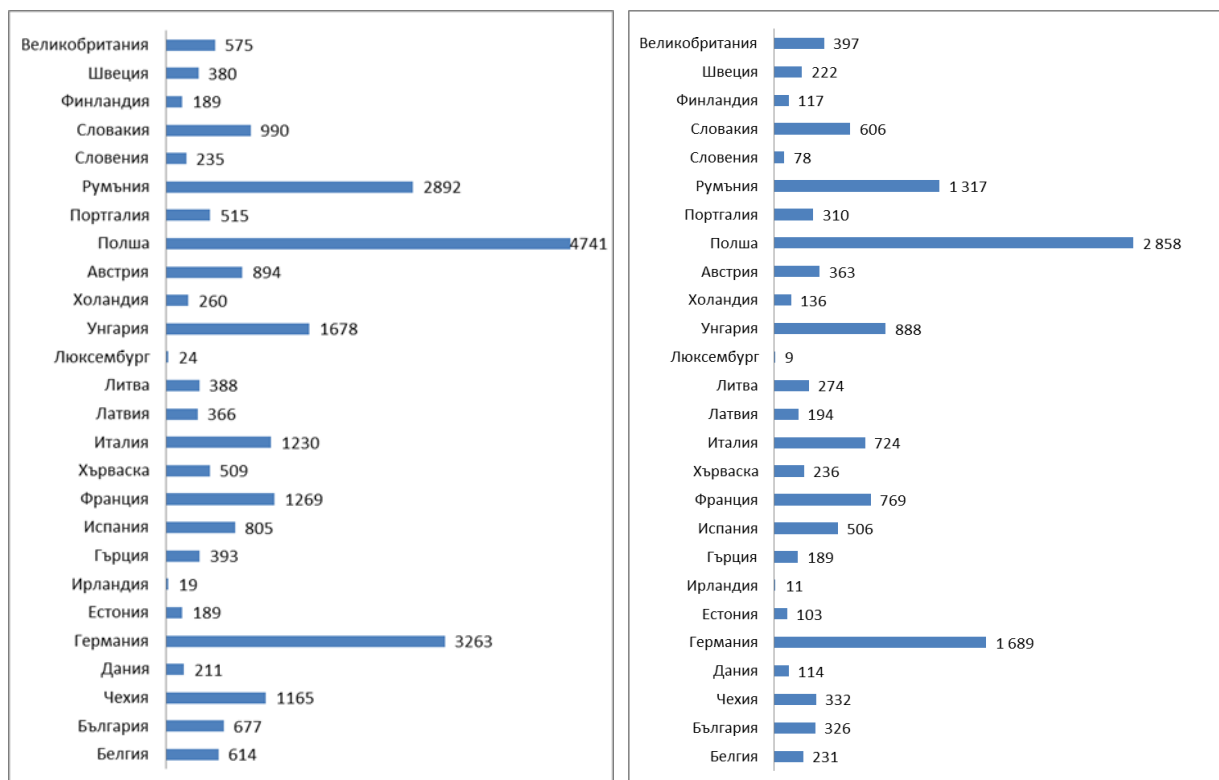 Великобритания 575
Швеция 380
Финландия 189
Словакия 990
Словения 235
Румъния 2892
Портгалия 515
Полша 4741
Австрия 894
Холандия 260
Унгария 1678
Люксембург 24
Литва 388
Латвия 366
Италия 1230
Хърваска 509
Франция 1269
Испания 805
Гърция 393
Ирландия 19
Естония 189
Германия 3263
Дания 211
Чехия 1165
България 677
Белгия 614
Великобритания 397
Швеция 222
Финландия 117
Словакия 606
Словения 78
Румъния 1 317
Портгалия 310
Полша 2 858
Австрия 363
Холандия 136
Унгария 888
Люксембург 9
Литва 274
Латвия 194
Италия 724
Хърваска 236
Франция 769
Испания 506
Гърция 189
Ирландия 11
Естония 103
Германия 1 689
Дания 114
Чехия 332
България 326
Белгия 231